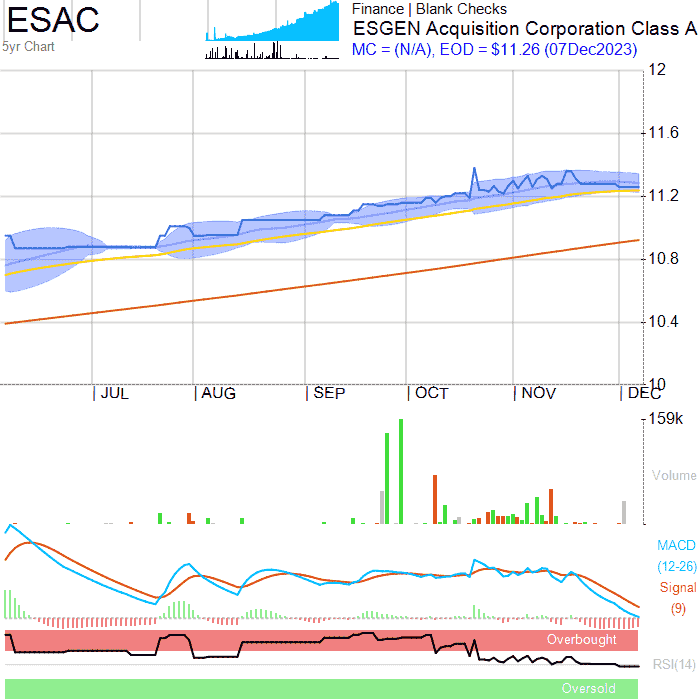 ESAC
5yr Chart
Finance | Blank Checks
ESGEN Acquisition Corporation Class A
MC = (N/A), EOD = $11.26 (07Dec2023)
12
11.6
11.2
10.8
10.4
10
JUL
AUG
SEP
OCT
NOV
DEC
159k
Volume
MACD
(12-26)
Signal
(9)
Overbought
RSI(14)
Oversold